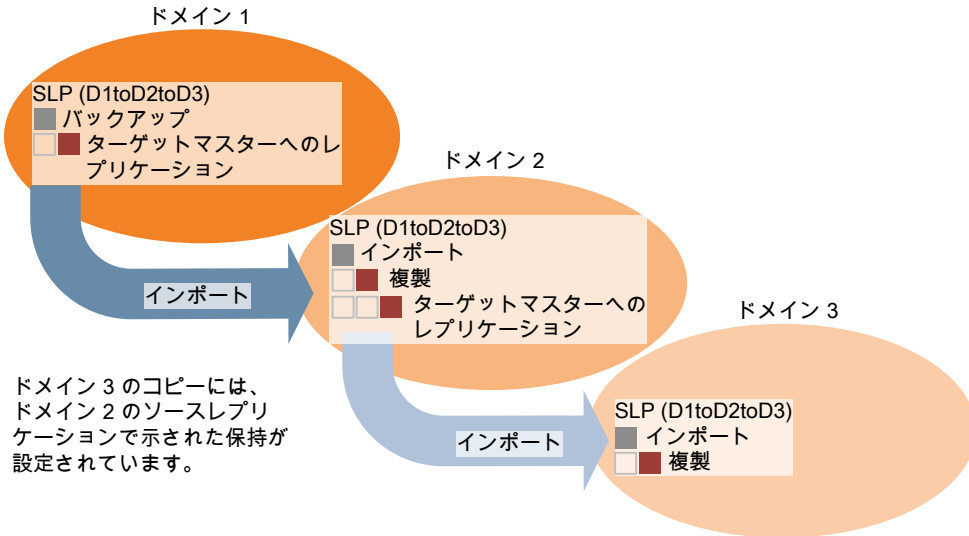 ドメイン 1
SLP (D1toD2toD3)
バックアップ
ターゲットマスターへのレ
プリケーション
インポート
ドメイン 2
SLP (D1toD2toD3)
インポート
複製
ターゲットマスターへの
レプリケーション
インポート
ドメイン 3
SLP (D1toD2toD3)
インポート
複製
ドメイン 3 のコピーには、
ドメイン 2 のソースレプリ
ケーションで示された保持が
設定されています。